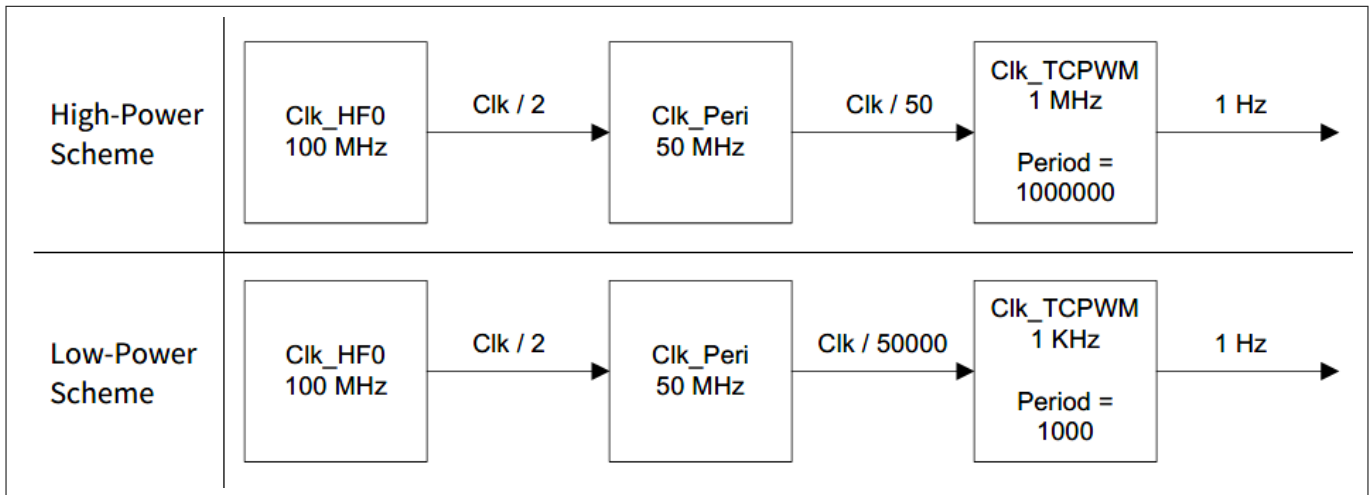 High-Power
Scheme
Clk_HF0
100 MHz
Clk / 2
Clk_Peri
50 MHz
Clk / 50
Clk_TCPWM
1 MHz
Period =
1000000
1 Hz
Low-Power
Scheme
Clk_HF0
100 MHz
Clk / 2
Clk_Peri
50 MHz
Clk / 50000
Clk_TCPWM
1 KHz
Period =
1000
1 Hz